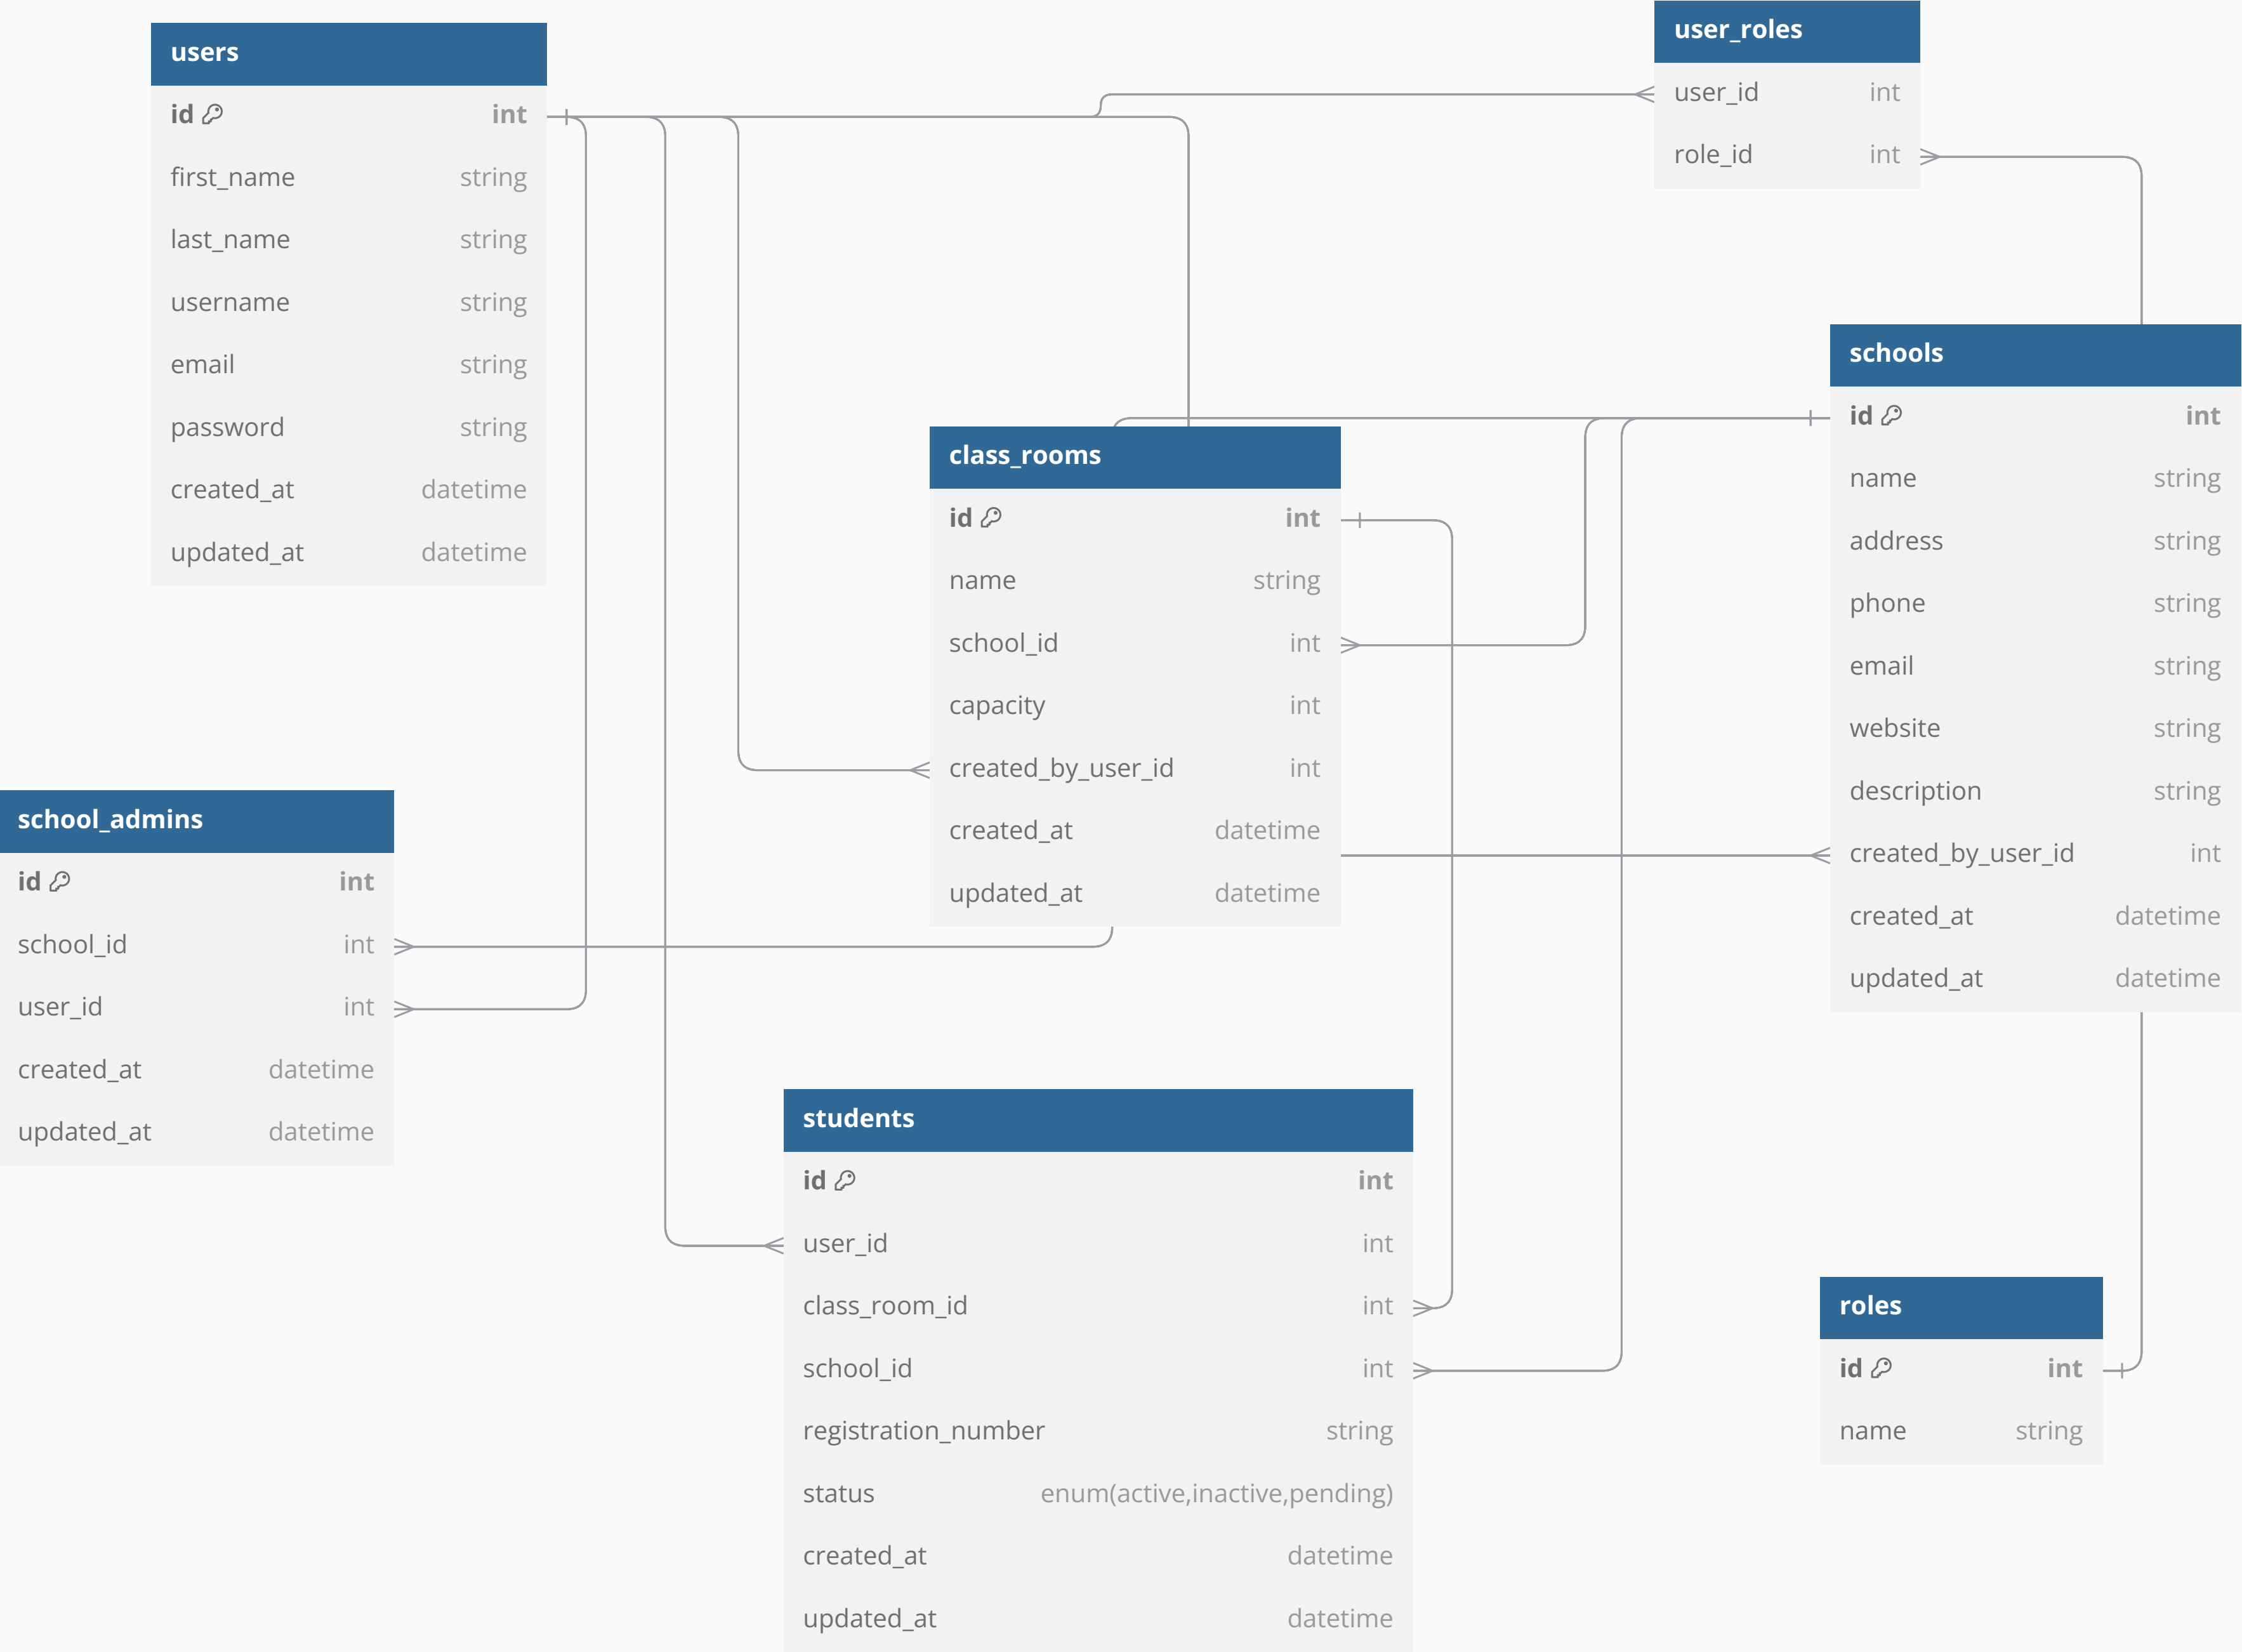 users
id int
first_name string
last_name string
username string
email string
password string
created_at datetime
updated_at datetime
user_roles
user_id int
role_id int
schools
id int
name string
address string
phone string
email string
website string
description string
created_by_user_id int
created_at datetime
updated_at datetime
class_rooms
id int
name string
school_id int
capacity int
created_by_user_id int
created_at datetime
updated_at datetime
school_admins
id int
school_id int
user_id int
created_at datetime
updated_at datetime
students
id int
user_id int
class_room_id int
school_id int
registration_number string
status enum(active,inactive,pending)
created_at datetime
updated_at datetime
roles
id int
name string